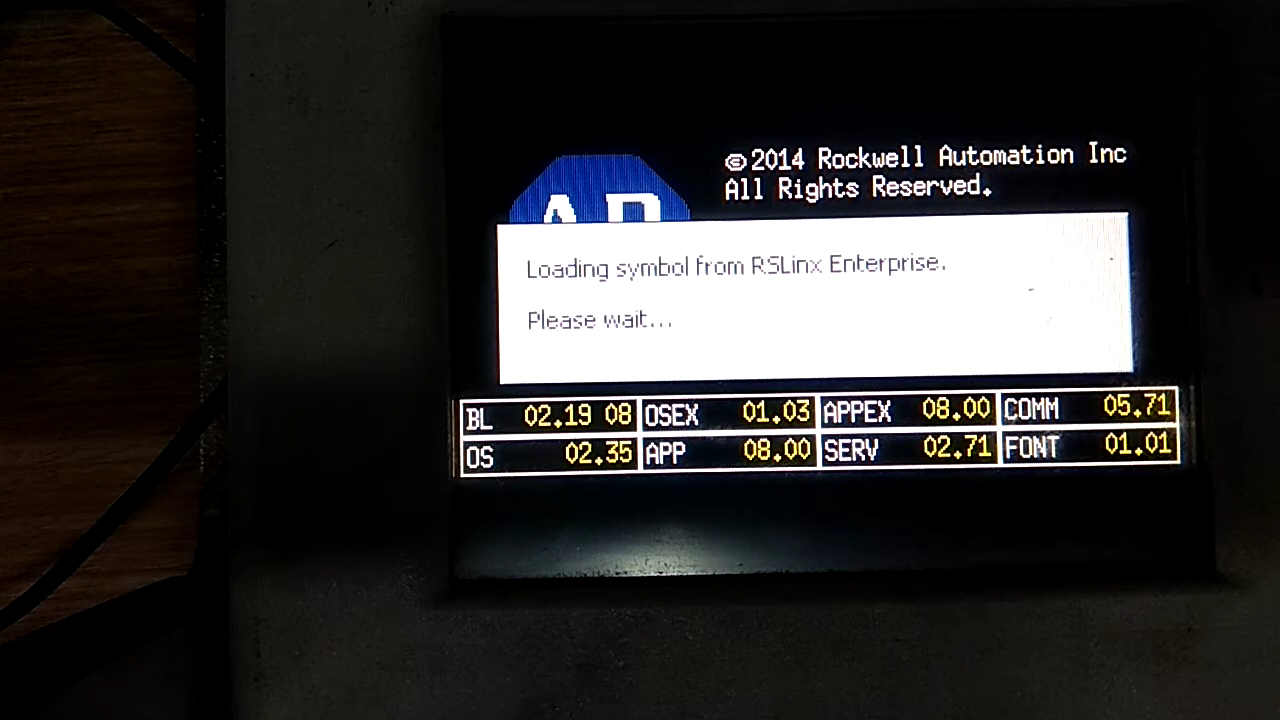 ©2014 Rockwell Automation Inc
All Rights Reserved.
Loading symbol from RSLinx Enterprise.
Please wait...
BL 02.19 08 OSEX 01.03 APPEX 08.00 COMM 05.71
OS 02.35 APP 08.00 SERV 02.71 FONT 01.01